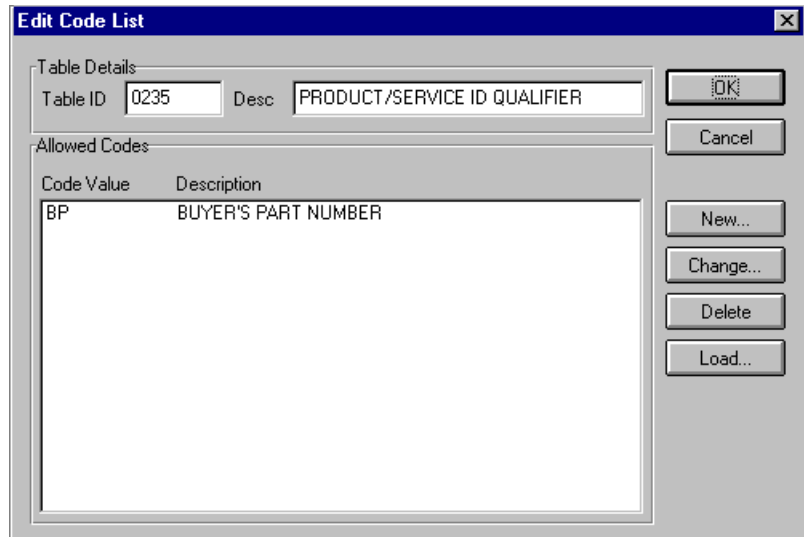 Edit Code List
Table Details
Table ID 0235 Desc PRODUCT/SERVICE ID QUALIFIER
OK
Cancel
Allowed Codes
Code Value Description
BP BUYER'S PART NUMBER
New...
Change...
Delete
Load...